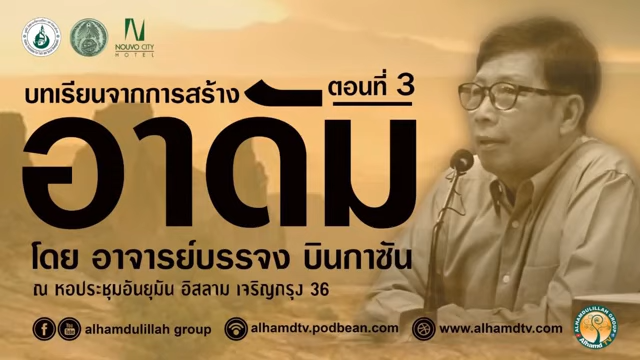 NOUVO CITY
HOTEL
บทเรียนจากการสร้าง ตอนที่ 3
อาดัม
โดย อาจารย์บรรจง บินกาซัน
ณ หอประชุมอันยุมัน อิสลาม เจริญกรุง 36
alhamdulillah group
alhamdtv.podbean.com
www.alhamdtv.com
ALHAMDULILLAH GROUP
Alhamd